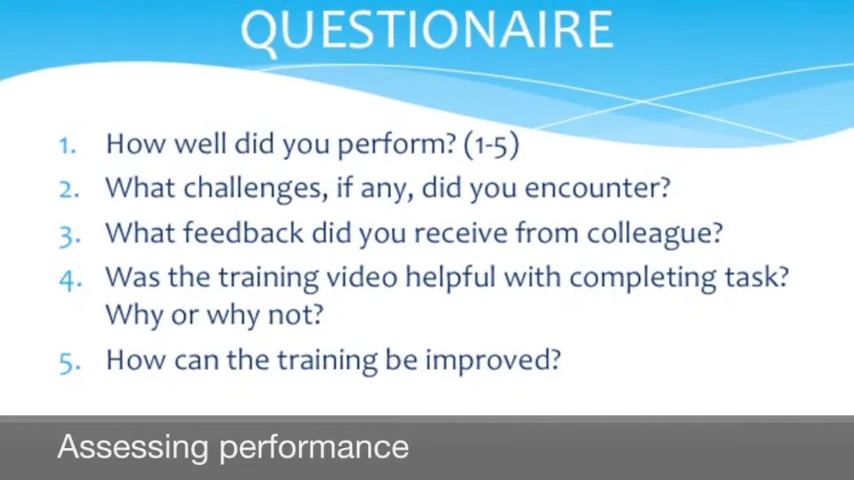 QUESTIONAIRE
1. How well did you perform? (1-5)
2. What challenges, if any, did you encounter?
3. What feedback did you receive from colleague?
4. Was the training video helpful with completing task?
Why or why not?
5. How can the training be improved?
Assessing performance